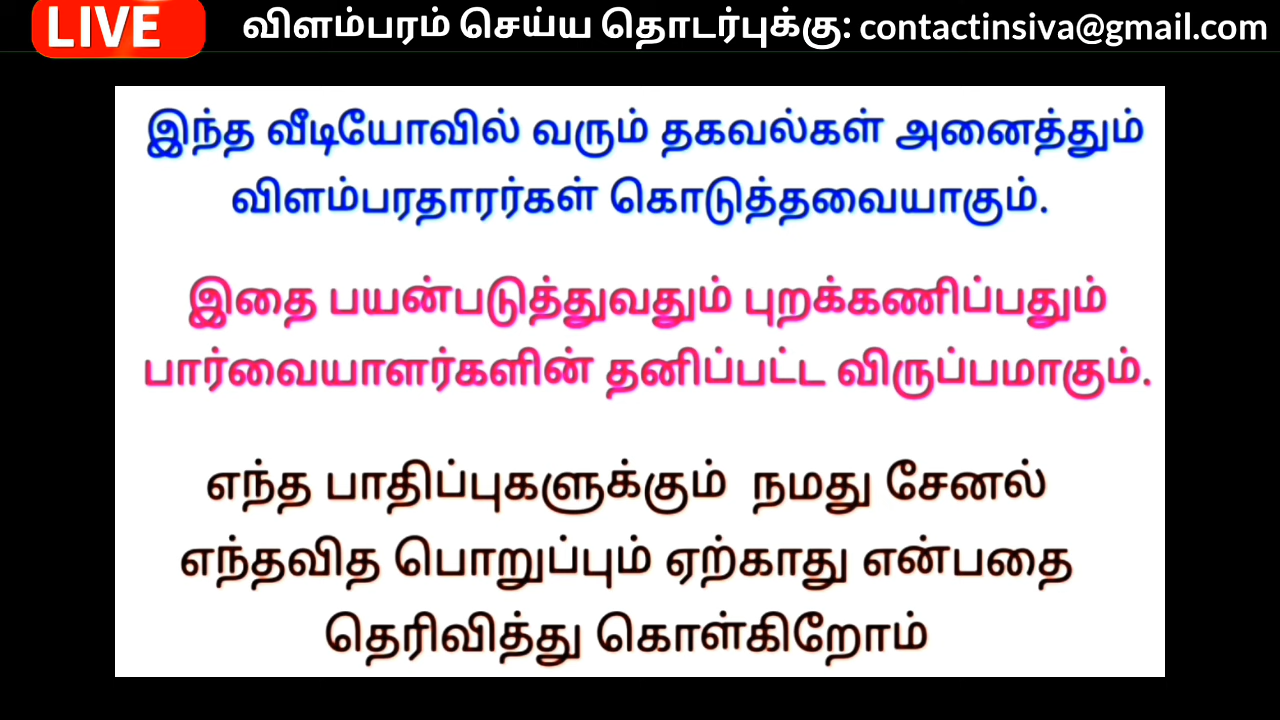 LIVE
விளம்பரம் செய்ய தொடர்புக்கு: contactinsiva@gmail.com
இந்த வீடியோவில் வரும் தகவல்கள் அனைத்தும்
விளம்பரதாரர்கள் கொடுத்தவையாகும்.
இதை பயன்படுத்துவதும் புறக்கணிப்பதும்
பார்வையாளர்களின் தனிப்பட்ட விருப்பமாகும்.
எந்த பாதிப்புகளுக்கும் நமது சேனல்
எந்தவித பொறுப்பும் ஏற்காது என்பதை
தெரிவித்து கொள்கிறோம்